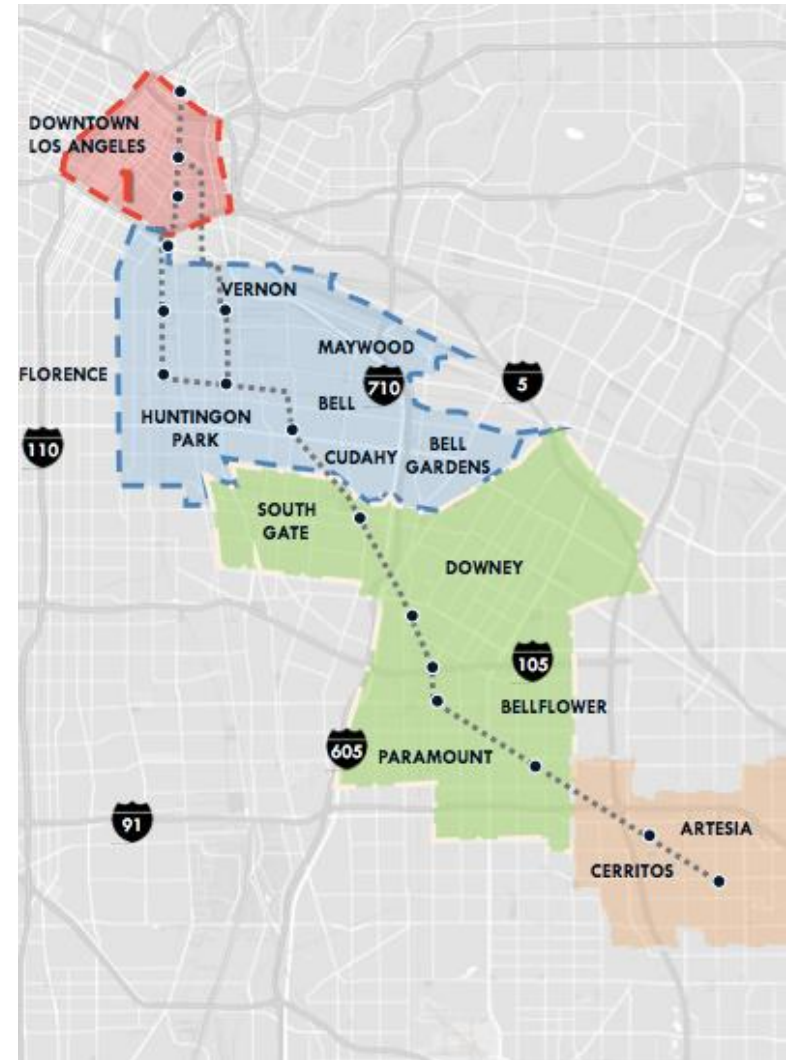 DOWNTOWN
LOS ANGELES
VERNON
MAYWOOD
FLORENCE
710
5
BELL
HUNTINGON
PARK
110
CUDAHY
BELL
GARDENS
SOUTH
GATE
DOWNEY
105
BELLFLOWER
605
PARAMOUNT
91
ARTESIA
CERRITOS